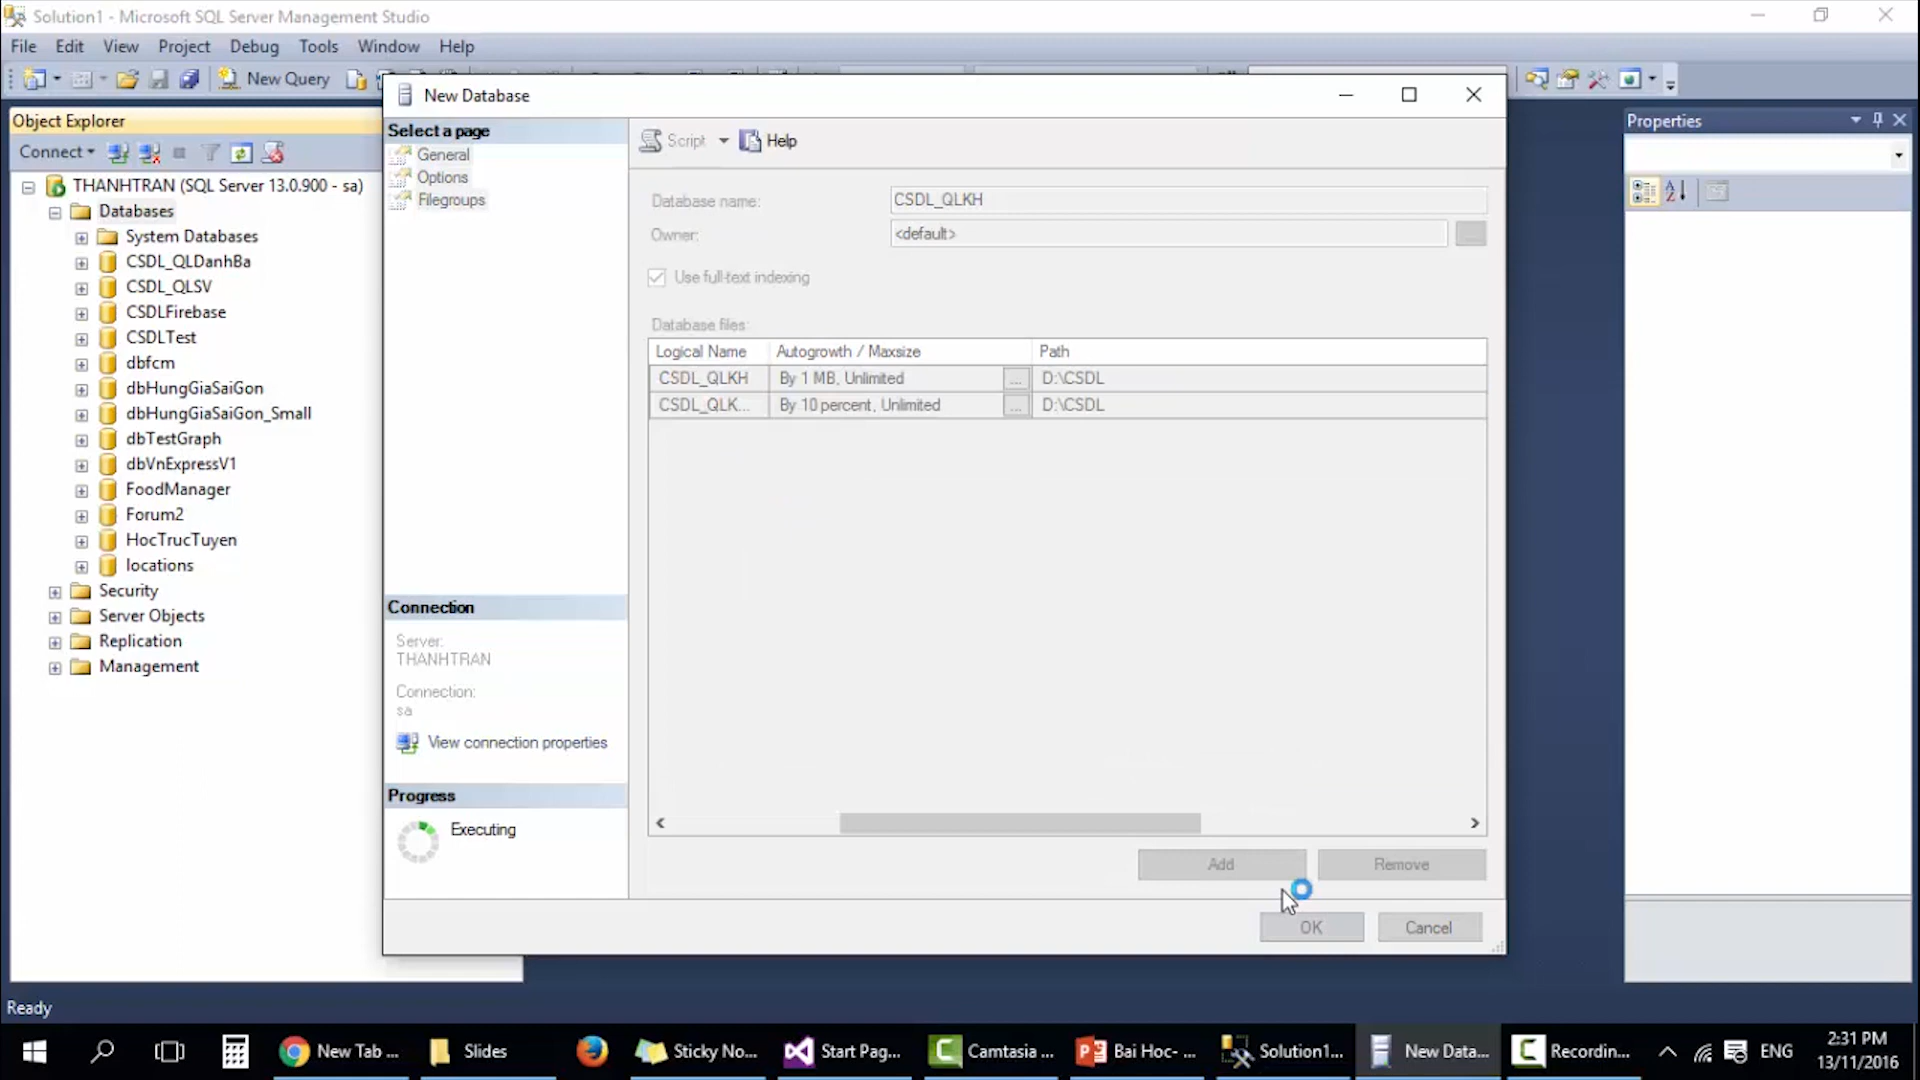 Solution1 - Microsoft SQL Server Management Studio
File Edit View Project Debug Tools Window Help
New Query
Object Explorer
Connect
THANHTRAN (SQL Server 13.0.900 - sa)
Databases
System Databases
CSDL_QLDanhBa
CSDL_QLSV
CSDLFirebase
CSDLTest
dbfcm
dbHungGiaSaiGon
dbHungGiaSaiGon_Small
dbTestGraph
dbVnExpressV1
FoodManager
Forum2
HocTrucTuyen
locations
Security
Server Objects
Replication
Management
New Database
Select a page
General
Options
Filegroups
Connection
Server:
THANHTRAN
Connection:
sa
View connection properties
Progress
Executing
Script Help
Database name: CSDL_QLKH
Owner: <default> ...
Use full-text indexing
Database files:
Logical Name Autogrowth / Maxsize Path
CSDL_QLKH By 1 MB, Unlimited ... D:\CSDL
CSDL_QLK... By 10 percent, Unlimited ... D:\CSDL
Add Remove
OK Cancel
Properties
Ready
New Tab ... Slides Sticky No... Start Pag... Camtasia ... Bai Hoc- ... Solution1... New Data... Recordin... ENG
2:31 PM
13/11/2016